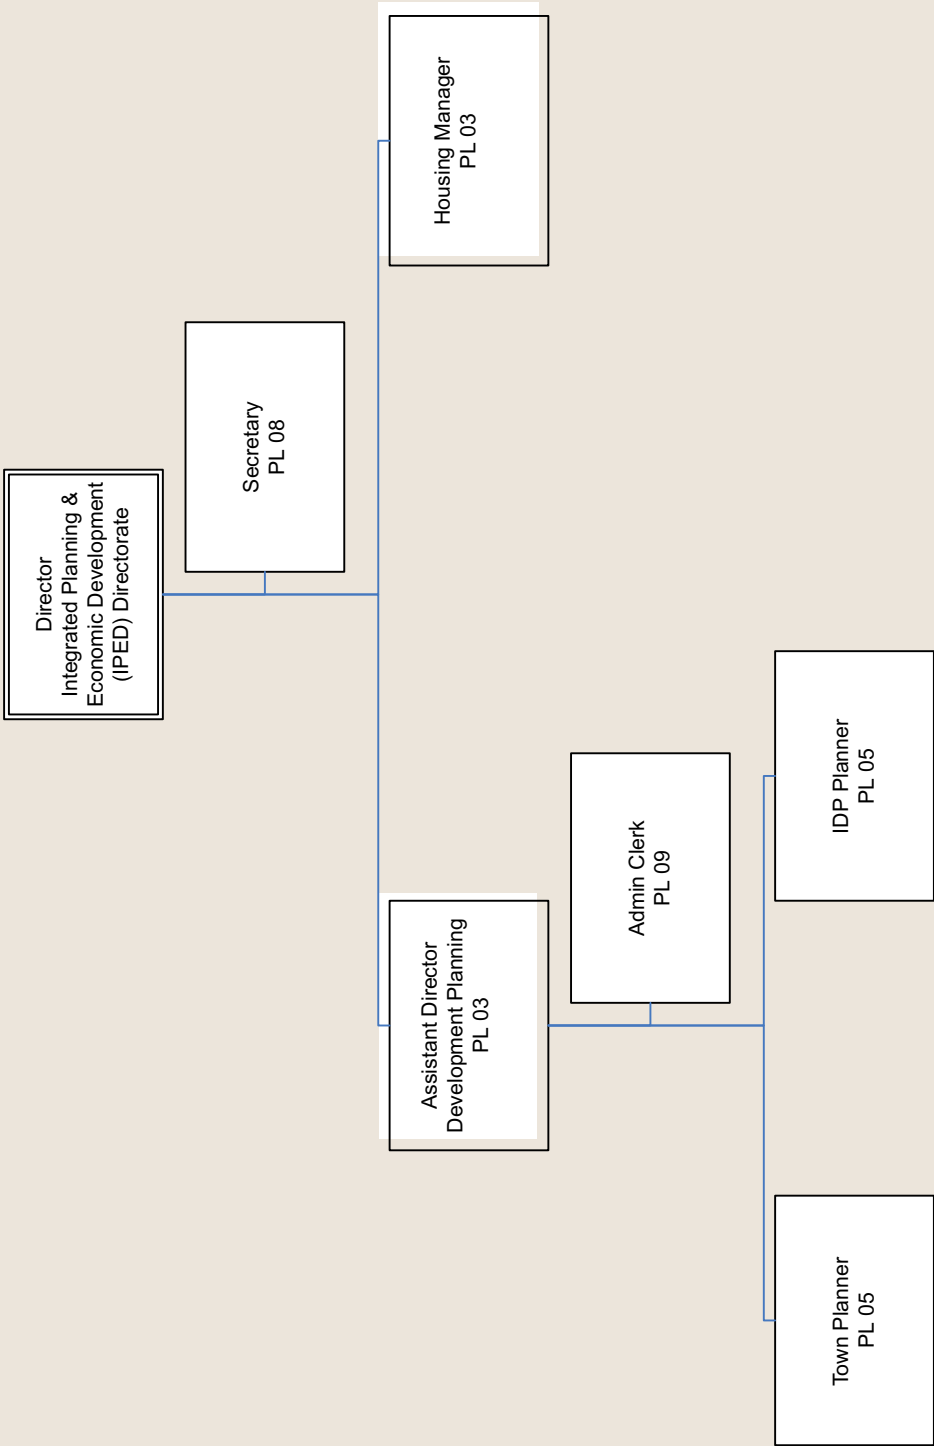 Director
Integrated Planning &
Economic Development
(IPED) Directorate
Secretary
PL 08
Assistant Director
Development Planning
PL 03
Housing Manager
PL 03
Admin Clerk
PL 09
Town Planner
PL 05
IDP Planner
PL 05